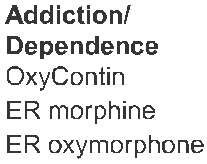 Addiction/
Dependence
OxyContin
ER morphine
ER oxymorphone